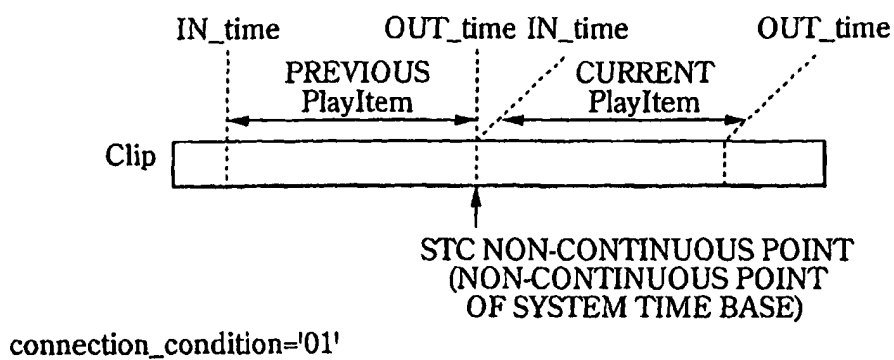 IN_time OUT_time IN_time OUT_time
PREVIOUS CURRENT
PlayItem PlayItem
Clip
STC NON-CONTINUOUS POINT
(NON-CONTINUOUS POINT
OF SYSTEM TIME BASE)
connection_condition='01'